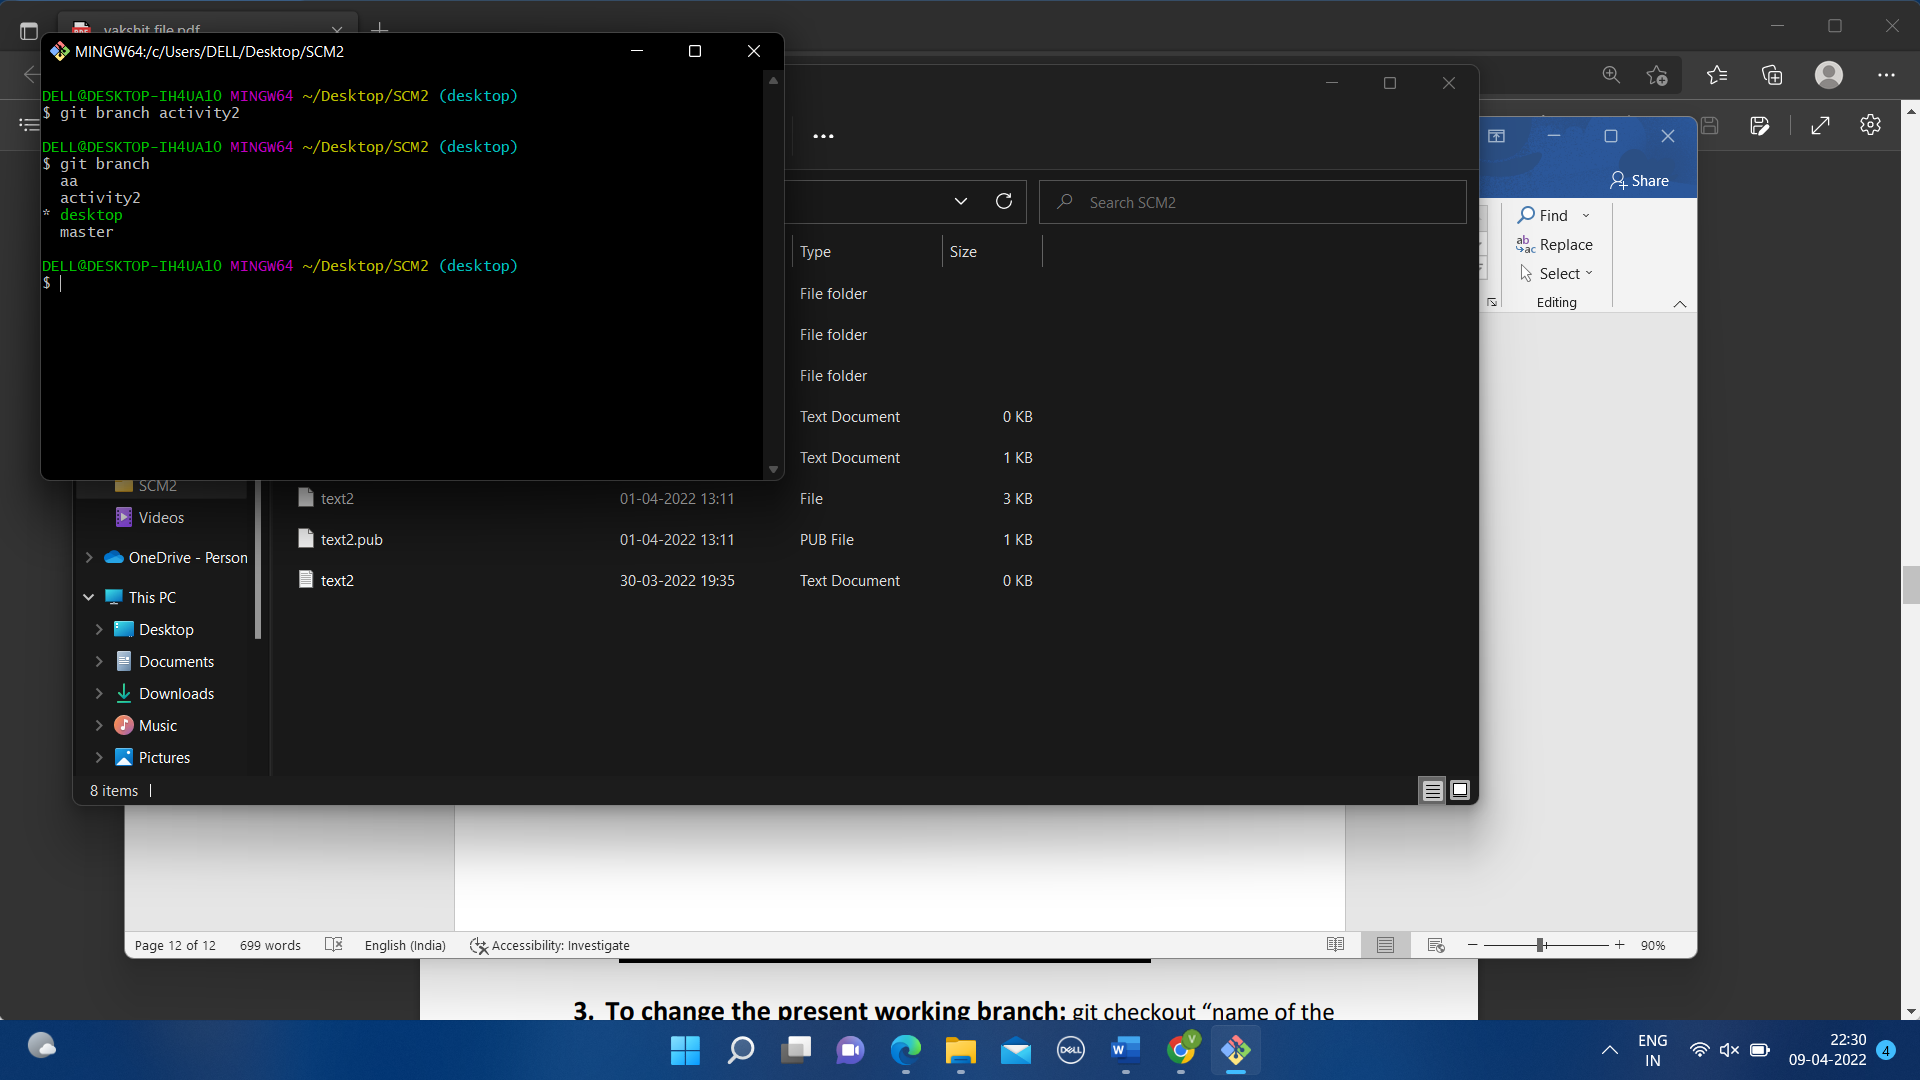 vakshit file.pdf
MINGW64:/c/Users/DELL/Desktop/SCM2
DELL@DESKTOP-IH4UA1O MINGW64 ~/Desktop/SCM2 (desktop)
$ git branch activity2
DELL@DESKTOP-IH4UA1O MINGW64 ~/Desktop/SCM2 (desktop)
$ git branch
aa
activity2
* desktop
master
DELL@DESKTOP-IH4UA1O MINGW64 ~/Desktop/SCM2 (desktop)
$
Search SCM2
Share
Find
Replace
Select
Editing
Type Size
File folder
File folder
File folder
Text Document 0 KB
Text Document 1 KB
text2 01-04-2022 13:11 File 3 KB
text2.pub 01-04-2022 13:11 PUB File 1 KB
text2 30-03-2022 19:35 Text Document 0 KB
SCM2
Videos
OneDrive - Person
This PC
Desktop
Documents
Downloads
Music
Pictures
8 items
Page 12 of 12 699 words English (India) Accessibility: Investigate 90%
3. To change the present working branch: git checkout “name of the
DELL
ENG
IN
22:30
09-04-2022
4